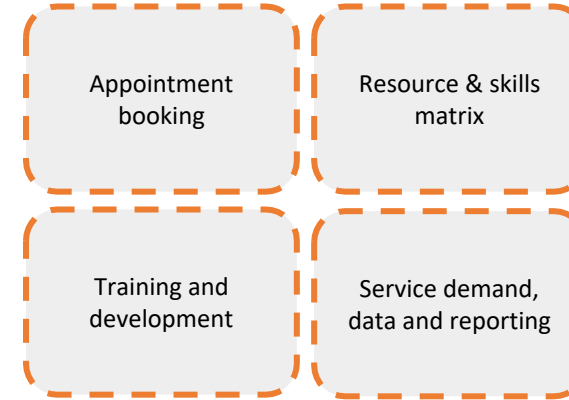 Appointment
booking
Resource & skills
matrix
Training and
development
Service demand,
data and reporting